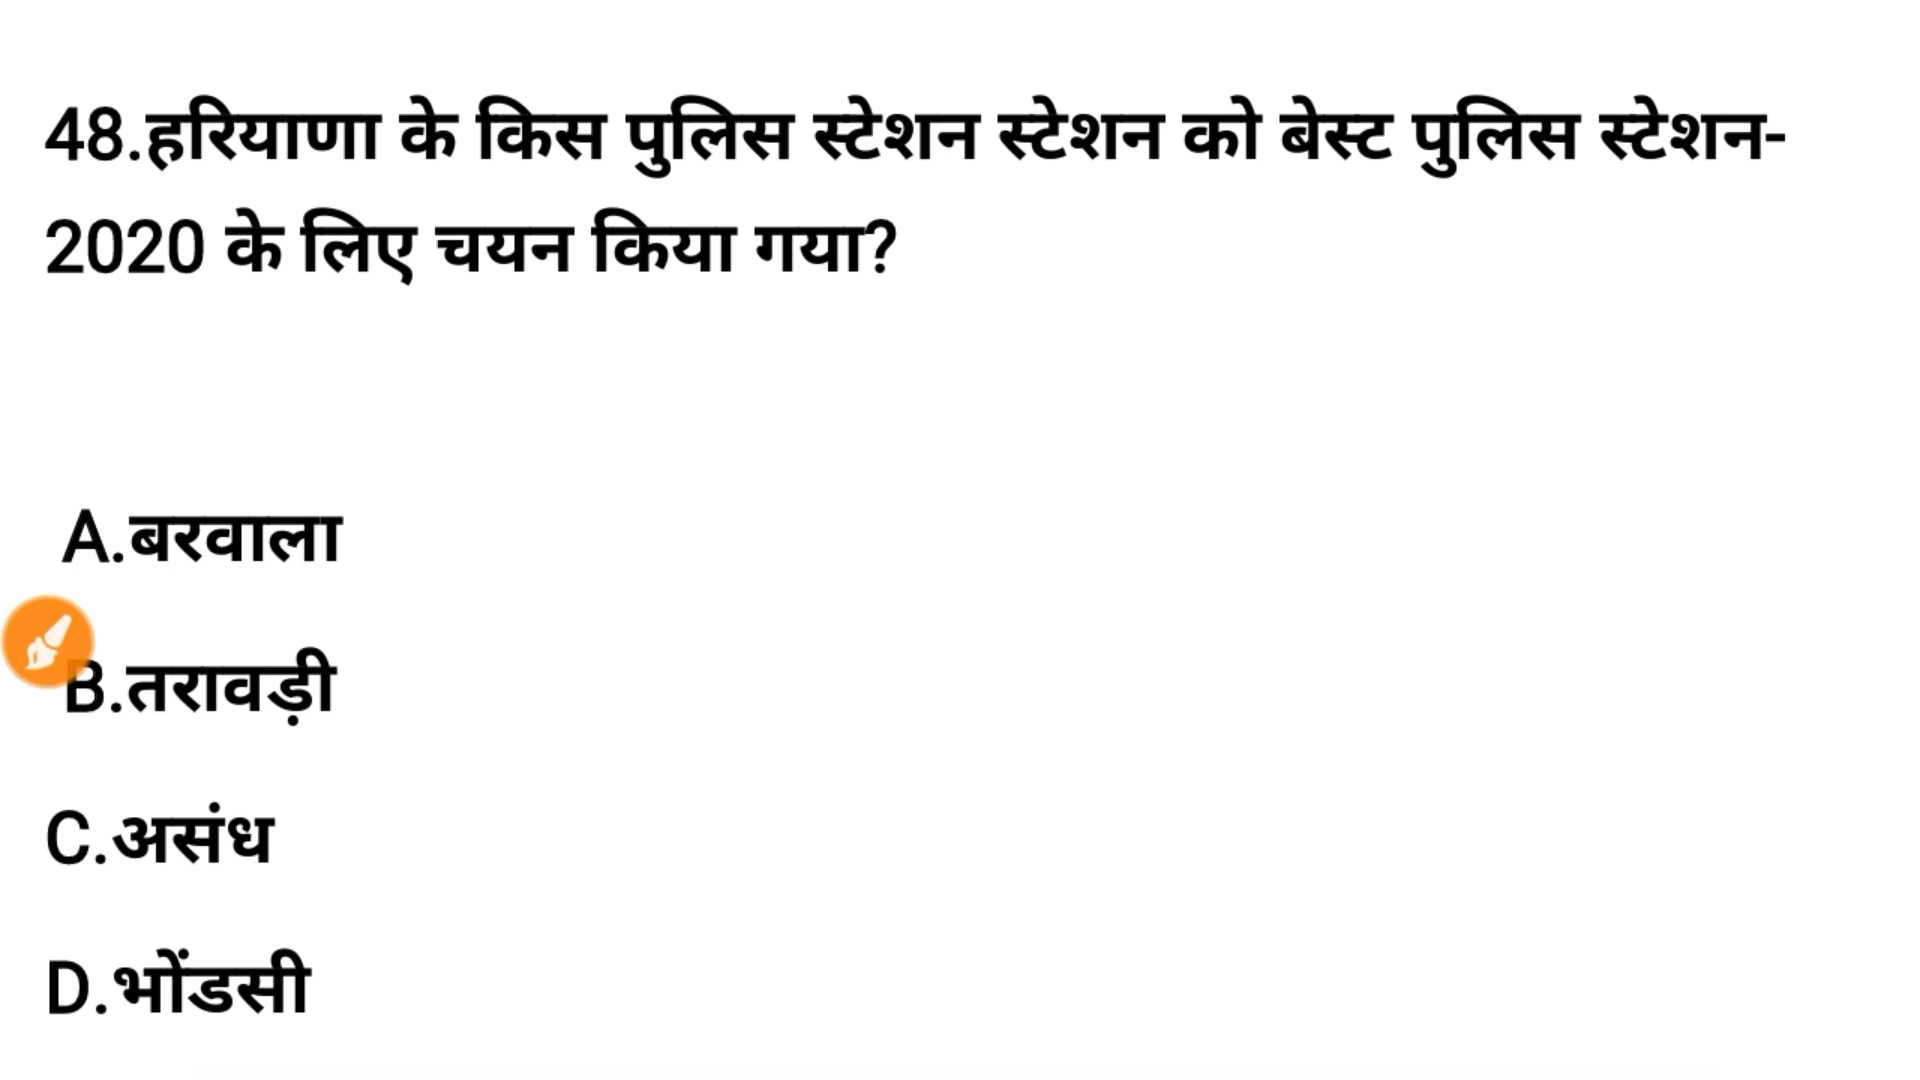 48.हरियाणा के किस पुलिस स्टेशन स्टेशन को बेस्ट पुलिस स्टेशन-
2020 के लिए चयन किया गया?
A.बरवाला
B.तरावड़ी
C.असंध
D.भोंडसी